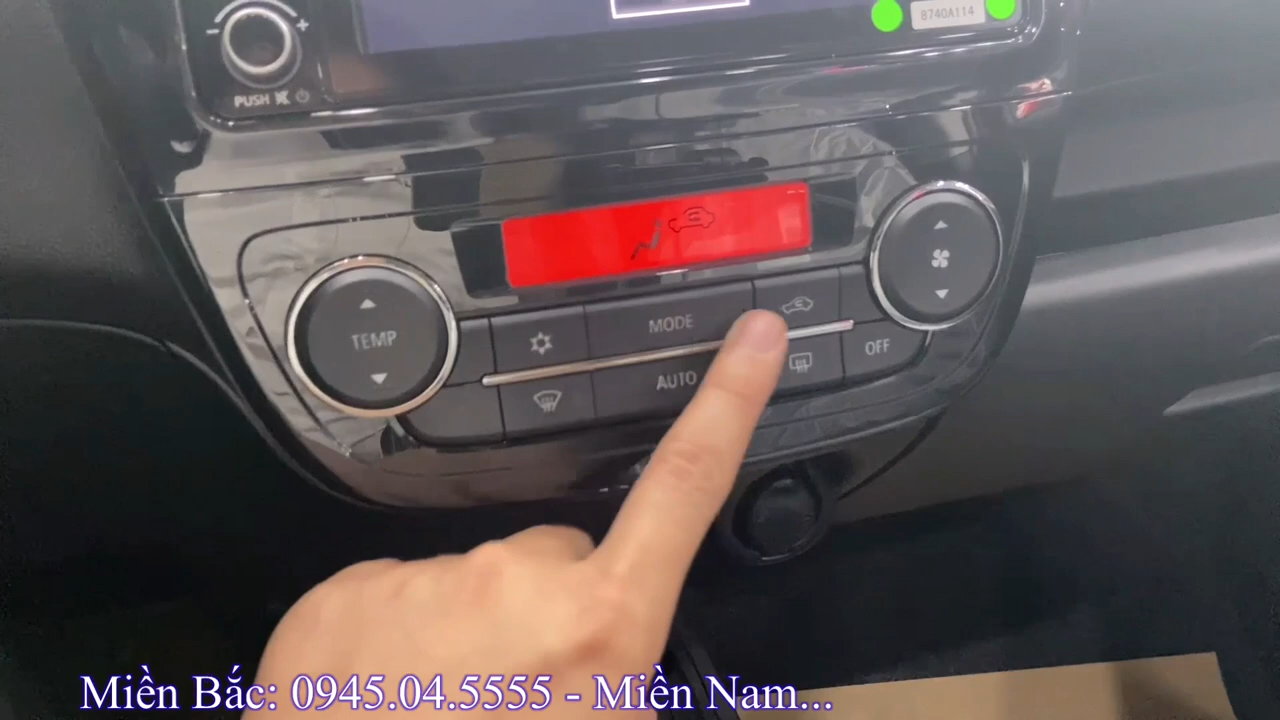 PUSH
8740A114
TEMP
MODE
AUTO
OFF
Miền Bắc: 0945.04.5555 - Miền Nam...